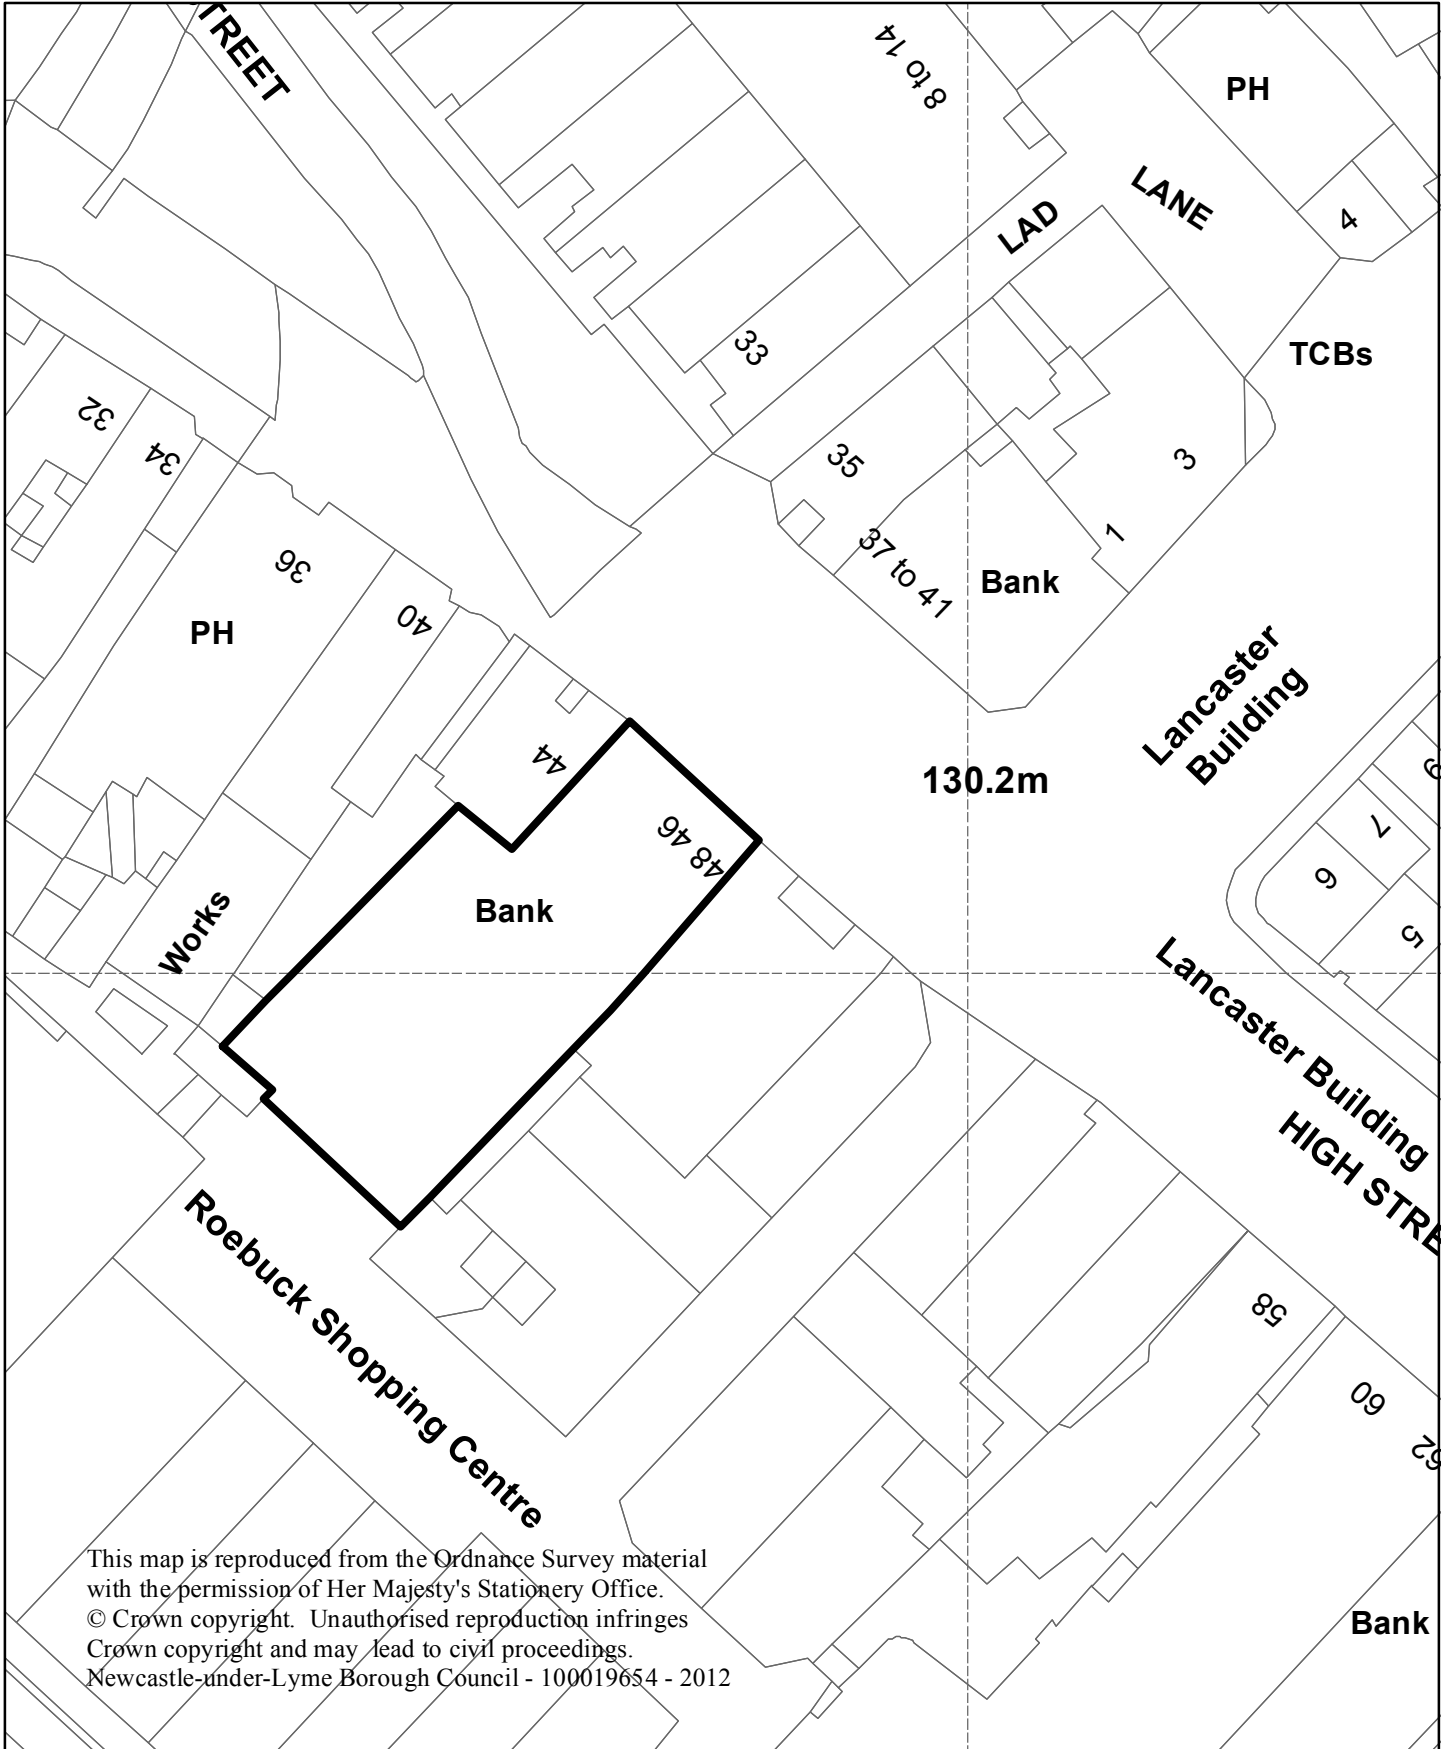 TREET
8 to 14
PH
LAD
LANE
4
33
TCBs
32
34
35
3
1
36
37 to 41
Bank
40
PH
Lancaster
Building
44
130.2m
9
7
48 46
6
Bank
5
Works
Lancaster Building
HIGH STRE
Roebuck Shopping Centre
58
60
62
Bank
This map is reproduced from the Ordnance Survey material
with the permission of Her Majesty's Stationery Office.
© Crown copyright. Unauthorised reproduction infringes
Crown copyright and may lead to civil proceedings.
Newcastle-under-Lyme Borough Council - 100019654 - 2012